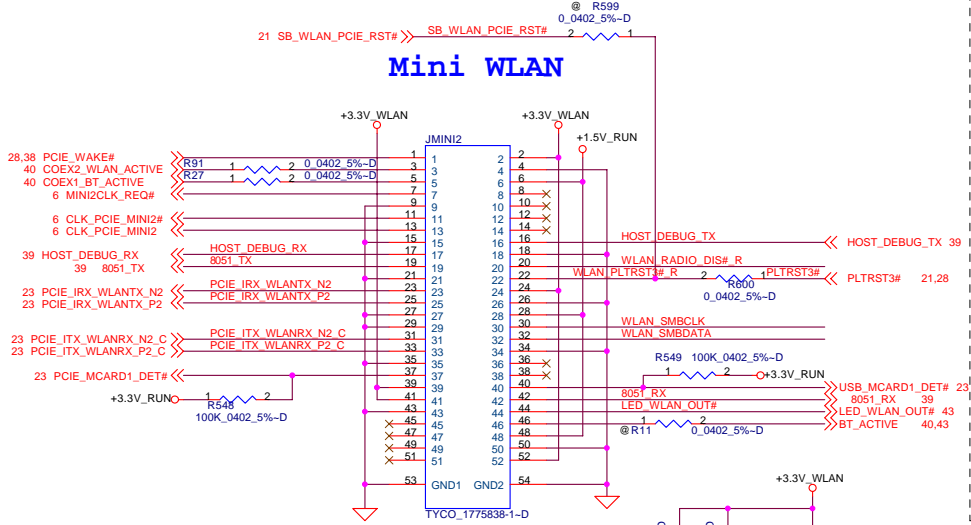 @ R599
0_0402_5%~D
21 SB_WLAN_PCIE_RST# SB_WLAN_PCIE_RST# 2 1
Mini WLAN
+3.3V_WLAN +3.3V_WLAN
+1.5V_RUN
JMINI2
28,38 PCIE_WAKE# 1 1 2 2
40 COEX2_WLAN_ACTIVE R91 1 2 0_0402_5%~D 3 3 4 4
40 COEX1_BT_ACTIVE R27 1 2 0_0402_5%~D 5 5 6 6
6 MINI2CLK_REQ# 7 7 8 8
9 9 10 10
6 CLK_PCIE_MINI2# 11 11 12 12
6 CLK_PCIE_MINI2 13 13 14 14
15 15 16 16 HOST_DEBUG_TX HOST_DEBUG_TX 39
39 HOST_DEBUG_RX HOST_DEBUG_RX 17 17 18 18
39 8051_TX 8051_TX 19 19 20 20 WLAN_RADIO_DIS#_R
21 21 22 22 WLAN_PLTRST3#_R 2 1 PLTRST3# PLTRST3# 21,28
R600
0_0402_5%~D
23 PCIE_IRX_WLANTX_N2 PCIE_IRX_WLANTX_N2 23 23 24 24
23 PCIE_IRX_WLANTX_P2 PCIE_IRX_WLANTX_P2 25 25 26 26
27 27 28 28
29 29 30 30 WLAN_SMBCLK
23 PCIE_ITX_WLANRX_N2_C PCIE_ITX_WLANRX_N2_C 31 31 32 32 WLAN_SMBDATA
23 PCIE_ITX_WLANRX_P2_C PCIE_ITX_WLANRX_P2_C 33 33 34 34
35 35 36 36
R549 100K_0402_5%~D
23 PCIE_MCARD1_DET# 37 37 38 38 1 2 +3.3V_RUN
39 39 40 40 USB_MCARD1_DET# 23
+3.3V_RUN 1 2 41 41 42 42 8051_RX 8051_RX 39
R548
100K_0402_5%~D
43 43 44 44 LED_WLAN_OUT# LED_WLAN_OUT# 43
45 45 46 46 1 2 BT_ACTIVE 40,43
@ R11 0_0402_5%~D
47 47 48 48
49 49 50 50
51 51 52 52
53 GND1 GND2 54
TYCO_1775838-1~D
+3.3V_WLAN